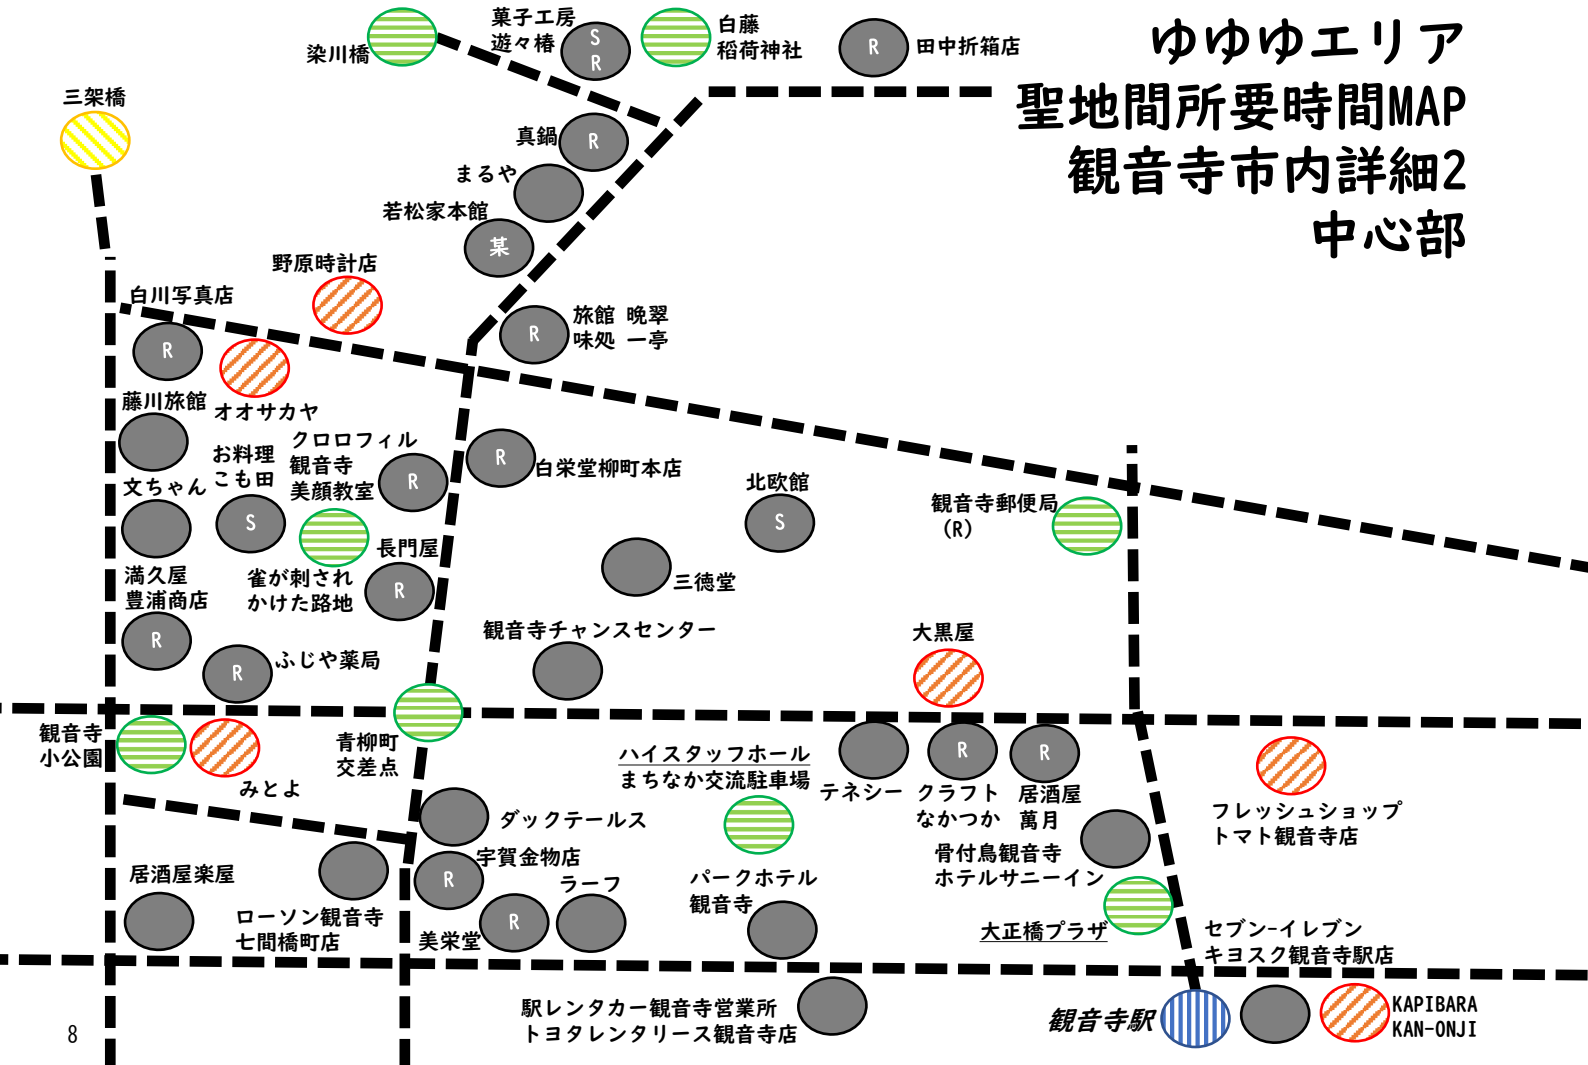 ゆゆゆエリア
聖地間所要時間MAP
観音寺市内詳細2
中心部
染川橋
菓子工房
遊々椿
S
R
白藤
稲荷神社
R
田中折箱店
三架橋
真鍋
R
まるや
若松家本館
某
野原時計店
白川写真店
R
旅館 晩翠
味処 一亭
R
藤川旅館
オオサカヤ
お料理
こも田
S
クロロフィル
観音寺
美顔教室
R
R
白栄堂柳町本店
文ちゃん
北欧館
S
観音寺郵便局
(R)
長門屋
R
雀が刺され
かけた路地
三徳堂
満久屋
豊浦商店
R
ふじや薬局
R
観音寺チャンスセンター
大黒屋
観音寺
小公園
みとよ
青柳町
交差点
ハイスタッフホール
まちなか交流駐車場
テネシー
R
クラフト
なかつか
R
居酒屋
萬月
フレッシュショップ
トマト観音寺店
ダックテールス
宇賀金物店
R
骨付鳥観音寺
ホテルサニーイン
居酒屋楽屋
ローソン観音寺
七間橋町店
美栄堂
R
ラーフ
パークホテル
観音寺
大正橋プラザ
セブン-イレブン
キヨスク観音寺駅店
駅レンタカー観音寺営業所
トヨタレンタリース観音寺店
観音寺駅
KAPIBARA
KAN-ONJI
8